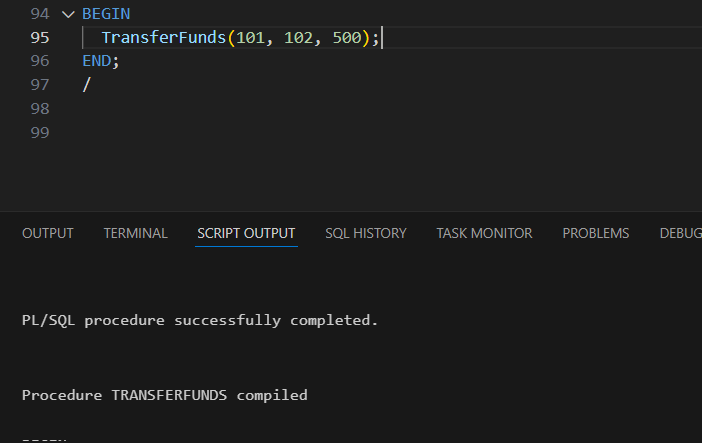 94 BEGIN
95 TransferFunds(101, 102, 500);
96 END;
97 /
98
99
OUTPUT TERMINAL SCRIPT OUTPUT SQL HISTORY TASK MONITOR PROBLEMS DEBUG
PL/SQL procedure successfully completed.
Procedure TRANSFERFUNDS compiled